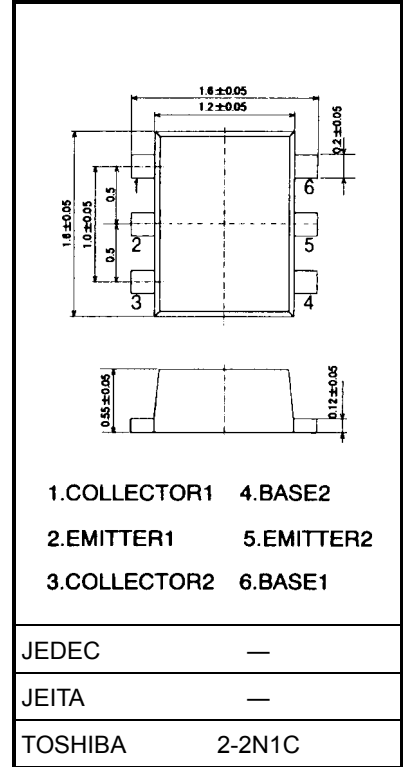 1.6±0.05
1.2±0.05
0.2±0.05
1 6
0.5
1.6±0.05
1.0±0.05
2 5
0.5
3 4
0.55±0.05
0.12±0.05
1.COLLECTOR1 4.BASE2
2.EMITTER1 5.EMITTER2
3.COLLECTOR2 6.BASE1
JEDEC —
JEITA —
TOSHIBA 2-2N1C